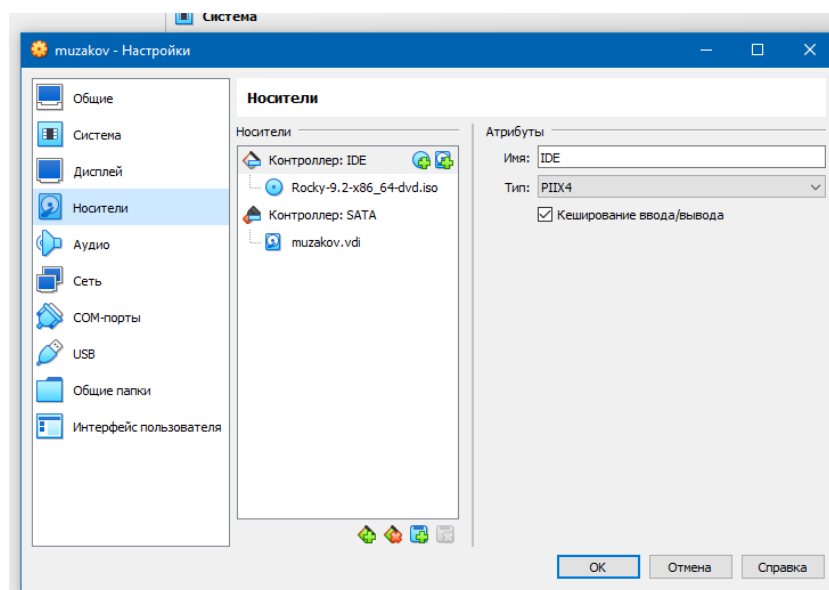 Система
muzakov - Настройки
Общие
Система
Дисплей
Носители
Аудио
Сеть
COM-порты
USB
Общие папки
Интерфейс пользователя
Носители
Носители
Контроллер: IDE
Rocky-9.2-x86_64-dvd.iso
Контроллер: SATA
muzakov.vdi
Атрибуты
Имя: IDE
Тип: PIIX4
Кеширование ввода/вывода
OK Отмена Справка